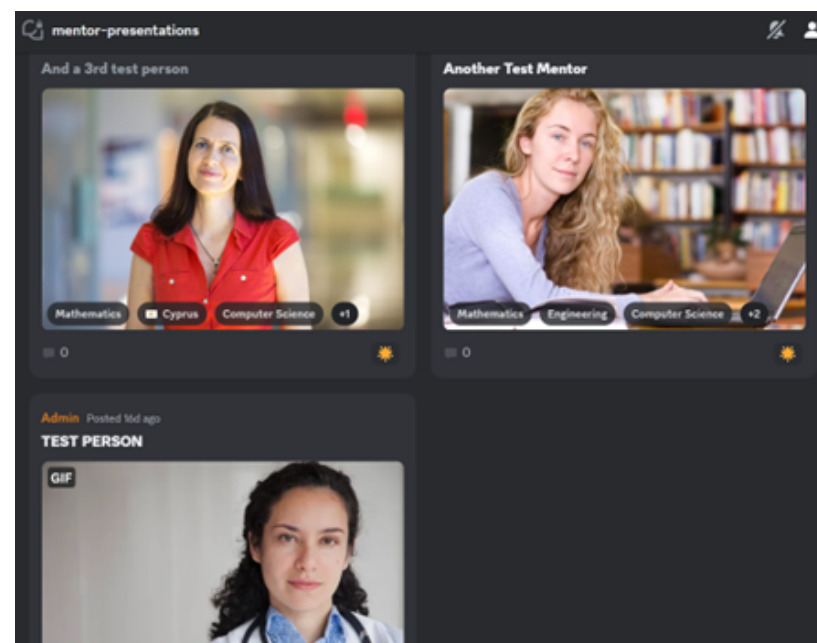 mentor-presentations
And a 3rd test person
Mathematics Cyprus Computer Science +1
0
Another Test Mentor
Mathematics Engineering Computer Science +2
0
Admin Posted 16d ago
TEST PERSON
GIF